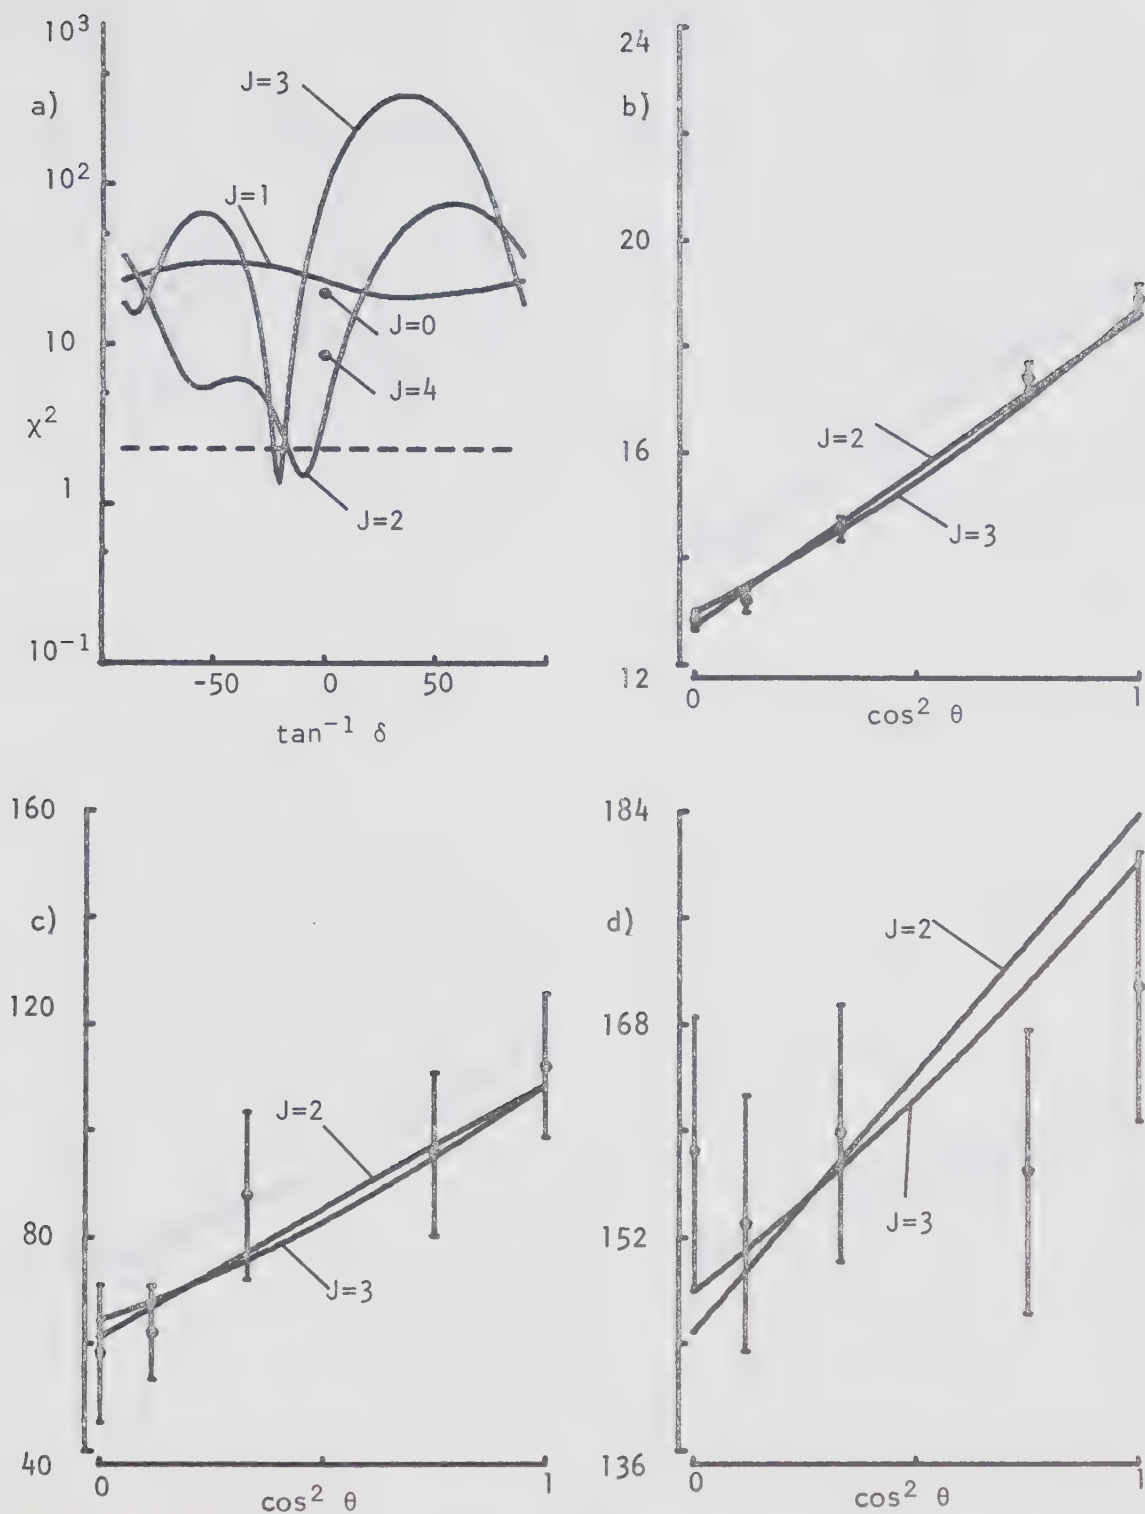 a)
10³
10²
10
χ²
1
10⁻¹
J=3
J=1
J=0
J=4
J=2
-50 0 50
tan⁻¹ δ
b)
24
20
16
12
J=2
J=3
0 1
cos² θ
c)
160
120
80
40
J=2
J=3
0 1
cos² θ
d)
184
168
152
136
J=2
J=3
0 1
cos² θ